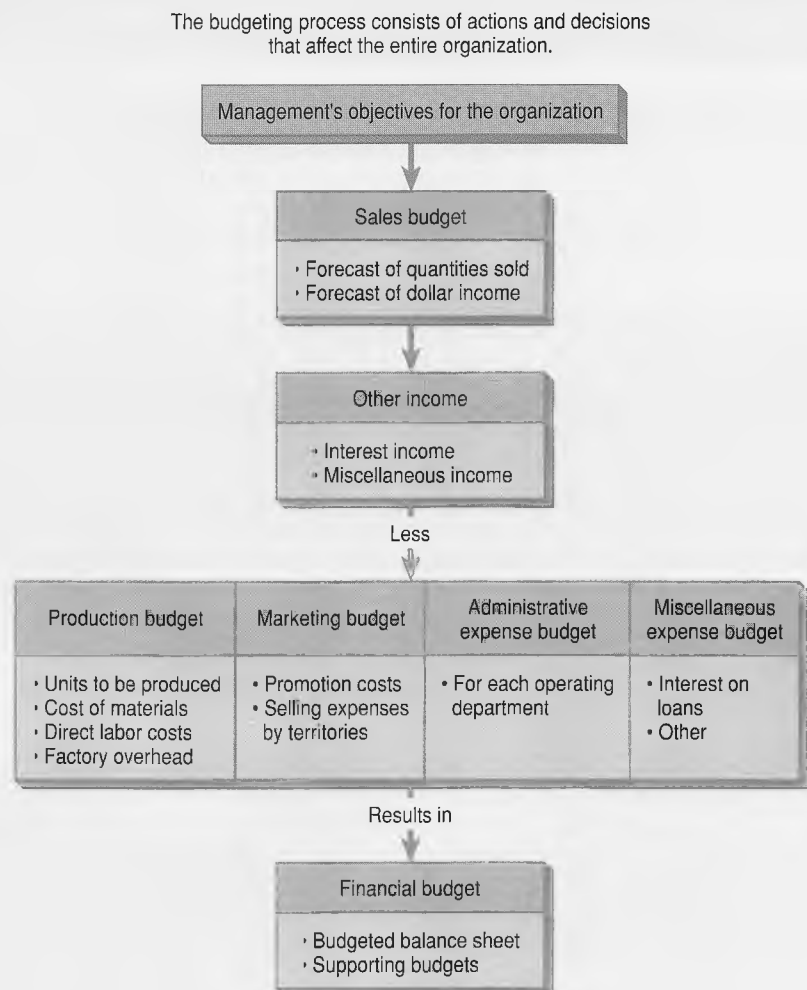 The budgeting process consists of actions and decisions
that affect the entire organization.
Management's objectives for the organization
Sales budget
• Forecast of quantities sold
• Forecast of dollar income
Other income
• Interest income
• Miscellaneous income
Less
Production budget
• Units to be produced
• Cost of materials
• Direct labor costs
• Factory overhead
Marketing budget
• Promotion costs
• Selling expenses
by territories
Administrative
expense budget
• For each operating
department
Miscellaneous
expense budget
• Interest on
loans
• Other
Results in
Financial budget
• Budgeted balance sheet
• Supporting budgets